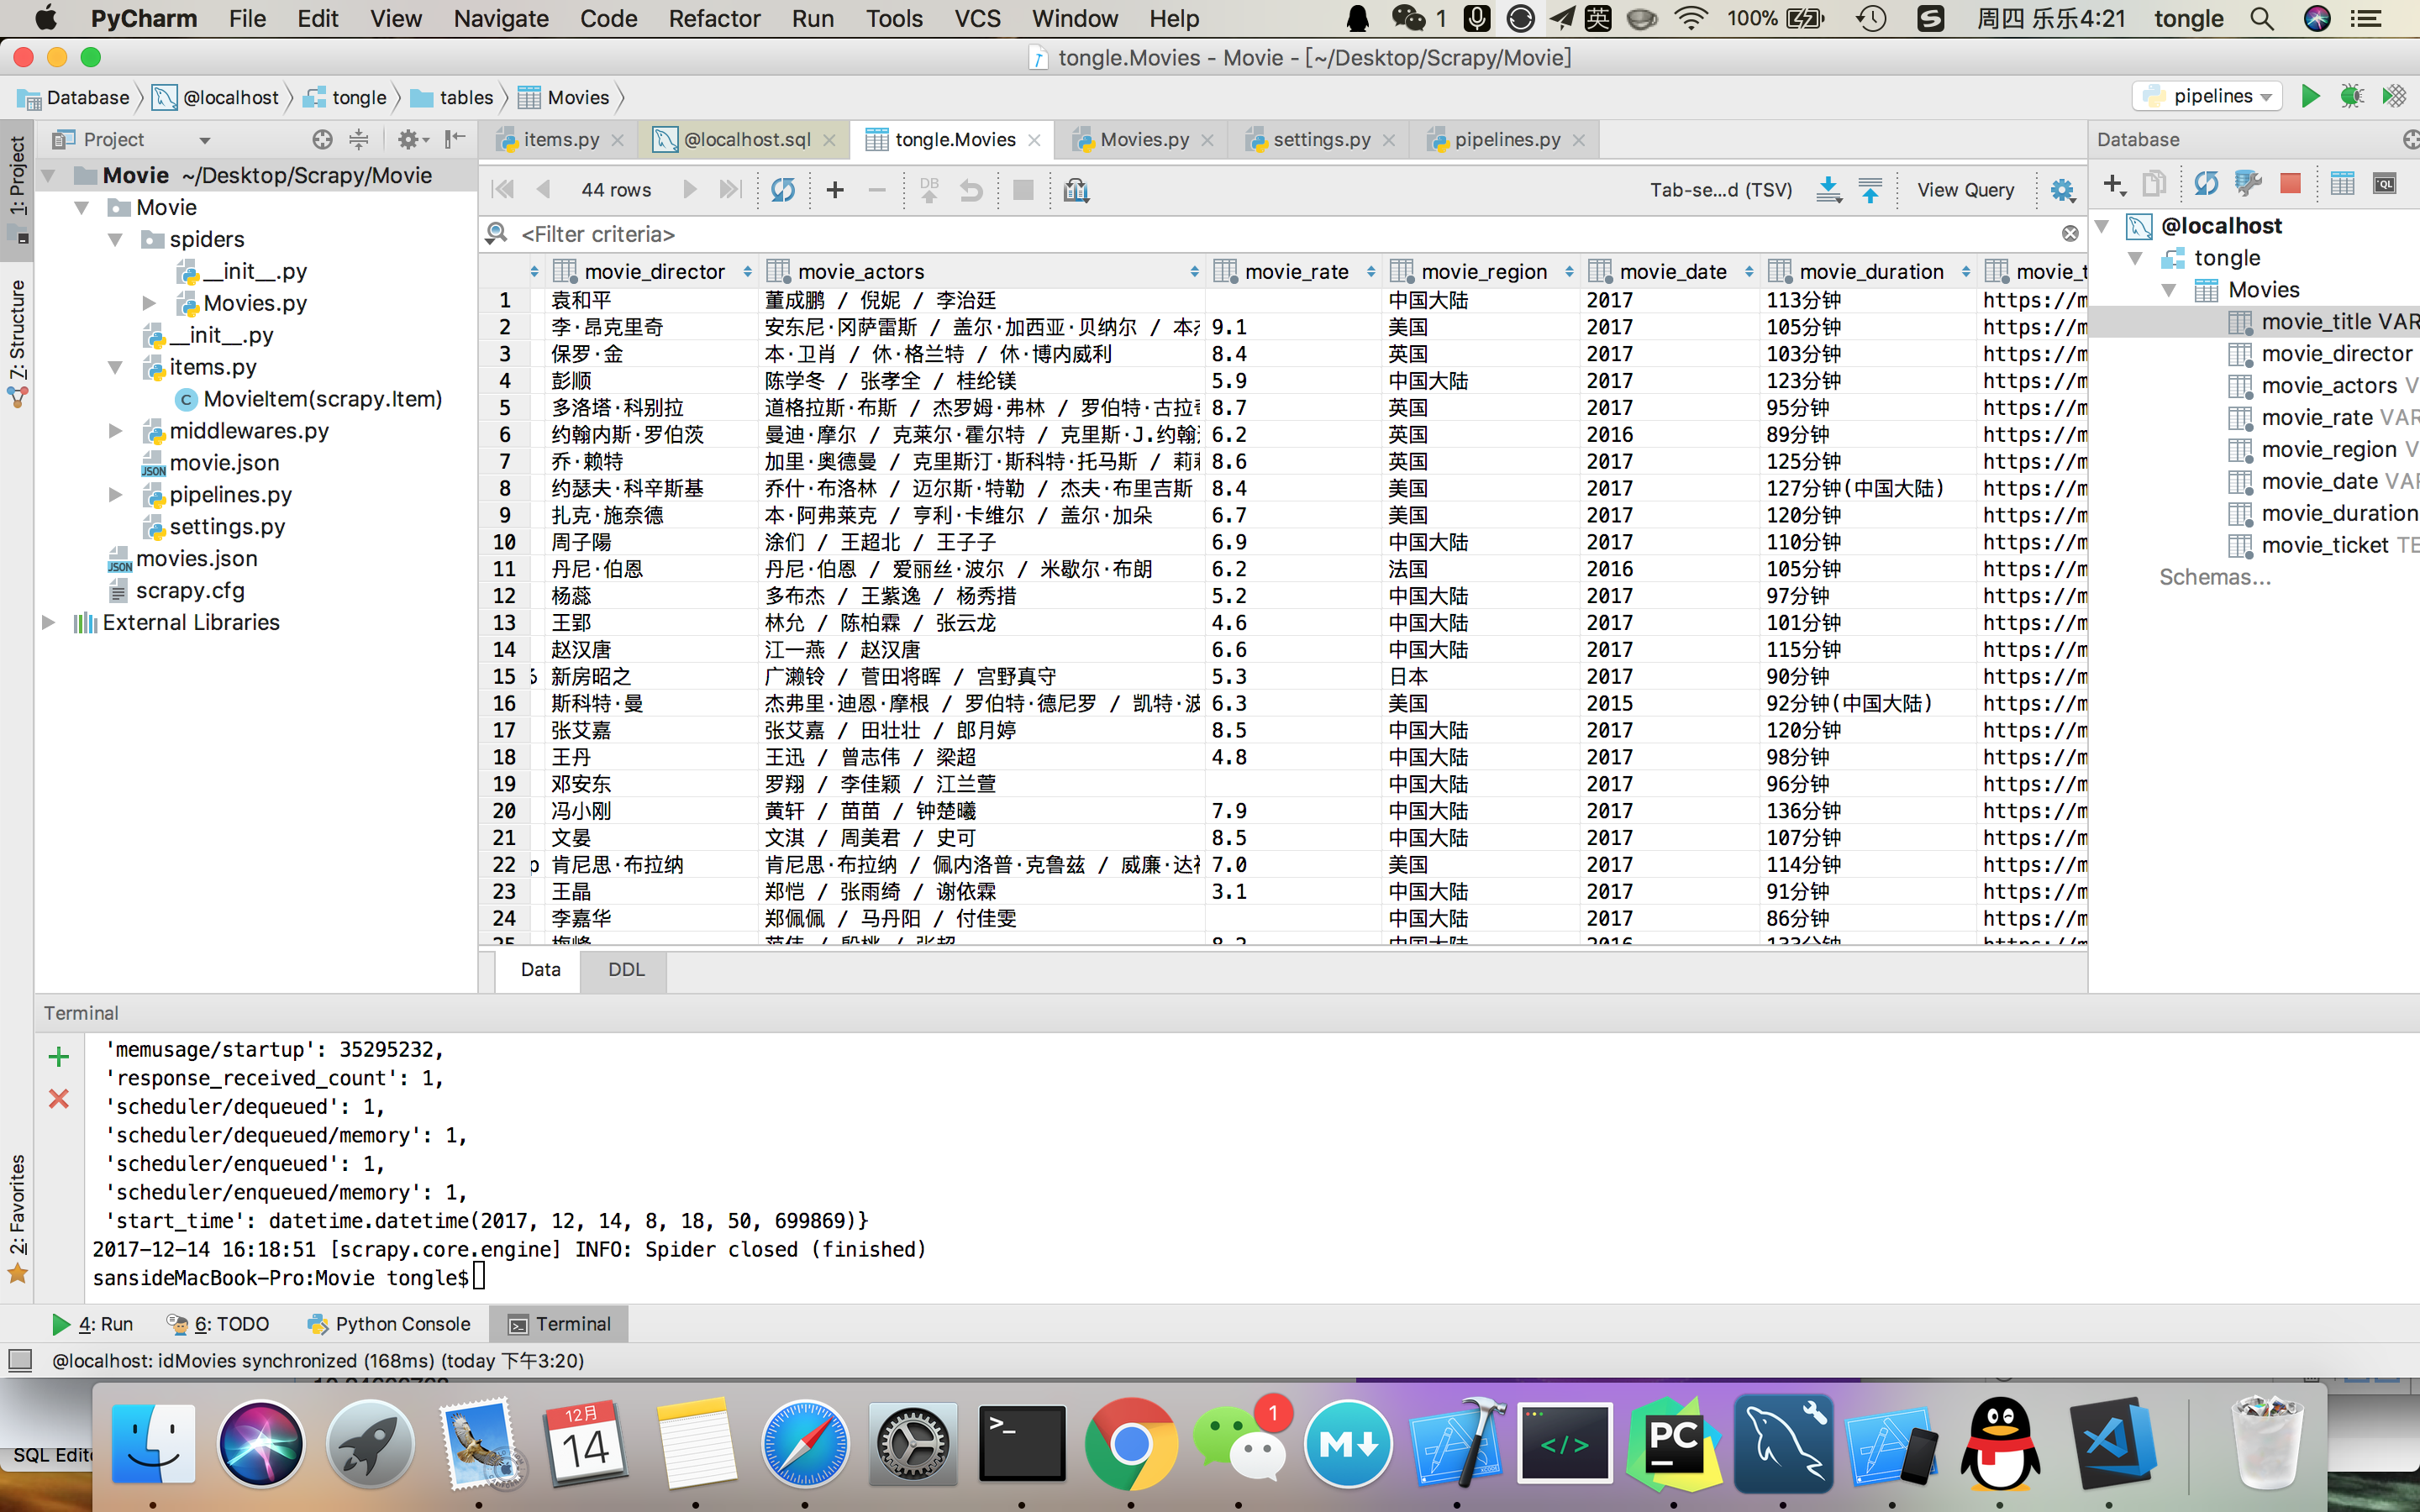 PyCharm File Edit View Navigate Code Refactor Run Tools VCS Window Help 1 英 100% 周四 乐乐4:21 tongle
tongle.Movies - Movie - [~/Desktop/Scrapy/Movie]
Database @localhost tongle tables Movies pipelines
Project items.py @localhost.sql tongle.Movies Movies.py settings.py pipelines.py Database
1: Project
7: Structure
2: Favorites
Movie ~/Desktop/Scrapy/Movie
Movie
spiders
__init__.py
Movies.py
__init__.py
items.py
C MovieItem(scrapy.Item)
middlewares.py
JSON movie.json
pipelines.py
settings.py
JSON movies.json
scrapy.cfg
External Libraries
44 rows DB Tab-se...d (TSV) View Query
<Filter criteria>
movie_director movie_actors movie_rate movie_region movie_date movie_duration movie_t
1 袁和平 董成鹏 / 倪妮 / 李治廷 中国大陆 2017 113分钟 https://m
2 李·昂克里奇 安东尼·冈萨雷斯 / 盖尔·加西亚·贝纳尔 / 本 9.1 美国 2017 105分钟 https://m
3 保罗·金 本·卫肖 / 休·格兰特 / 休·博内威利 8.4 英国 2017 103分钟 https://m
4 彭顺 陈学冬 / 张孝全 / 桂纶镁 5.9 中国大陆 2017 123分钟 https://m
5 多洛塔·科别拉 道格拉斯·布斯 / 杰罗姆·弗林 / 罗伯特·古拉 8.7 英国 2017 95分钟 https://m
6 约翰内斯·罗伯茨 曼迪·摩尔 / 克莱尔·霍尔特 / 克里斯·J.约翰 6.2 英国 2016 89分钟 https://m
7 乔·赖特 加里·奥德曼 / 克里斯汀·斯科特·托马斯 / 莉 8.6 英国 2017 125分钟 https://m
8 约瑟夫·科辛斯基 乔什·布洛林 / 迈尔斯·特勒 / 杰夫·布里吉斯 8.4 美国 2017 127分钟(中国大陆) https://m
9 扎克·施奈德 本·阿弗莱克 / 亨利·卡维尔 / 盖尔·加朵 6.7 美国 2017 120分钟 https://m
10 周子陽 涂们 / 王超北 / 王子子 6.9 中国大陆 2017 110分钟 https://m
11 丹尼·伯恩 丹尼·伯恩 / 爱丽丝·波尔 / 米歇尔·布朗 6.2 法国 2016 105分钟 https://m
12 杨蕊 多布杰 / 王紫逸 / 杨秀措 5.2 中国大陆 2017 97分钟 https://m
13 王郢 林允 / 陈柏霖 / 张云龙 4.6 中国大陆 2017 101分钟 https://m
14 赵汉唐 江一燕 / 赵汉唐 6.6 中国大陆 2017 115分钟 https://m
15 新房昭之 广濑铃 / 菅田将晖 / 宫野真守 5.3 日本 2017 90分钟 https://m
16 斯科特·曼 杰弗里·迪恩·摩根 / 罗伯特·德尼罗 / 凯特·波 6.3 美国 2015 92分钟(中国大陆) https://m
17 张艾嘉 张艾嘉 / 田壮壮 / 郎月婷 8.5 中国大陆 2017 120分钟 https://m
18 王丹 王迅 / 曾志伟 / 梁超 4.8 中国大陆 2017 98分钟 https://m
19 邓安东 罗翔 / 李佳颖 / 江兰萱 中国大陆 2017 96分钟 https://m
20 冯小刚 黄轩 / 苗苗 / 钟楚曦 7.9 中国大陆 2017 136分钟 https://m
21 文晏 文淇 / 周美君 / 史可 8.5 中国大陆 2017 107分钟 https://m
22 p 肯尼思·布拉纳 肯尼思·布拉纳 / 佩内洛普·克鲁兹 / 威廉·达 7.0 美国 2017 114分钟 https://m
23 王晶 郑恺 / 张雨绮 / 谢依霖 3.1 中国大陆 2017 91分钟 https://m
24 李嘉华 郑佩佩 / 马丹阳 / 付佳雯 中国大陆 2017 86分钟 https://m
Data DDL
@localhost
tongle
Movies
movie_title VAR
movie_director
movie_actors V
movie_rate VAR
movie_region V
movie_date VAR
movie_duration
movie_ticket TE
Schemas...
Terminal
'memusage/startup': 35295232,
'response_received_count': 1,
'scheduler/dequeued': 1,
'scheduler/dequeued/memory': 1,
'scheduler/enqueued': 1,
'scheduler/enqueued/memory': 1,
'start_time': datetime.datetime(2017, 12, 14, 8, 18, 50, 699869)}
2017-12-14 16:18:51 [scrapy.core.engine] INFO: Spider closed (finished)
sansideMacBook-Pro:Movie tongle$
4: Run 6: TODO Python Console Terminal
@localhost: idMovies synchronized (168ms) (today 下午3:20)
SQL Edit
12月
14
1
PC